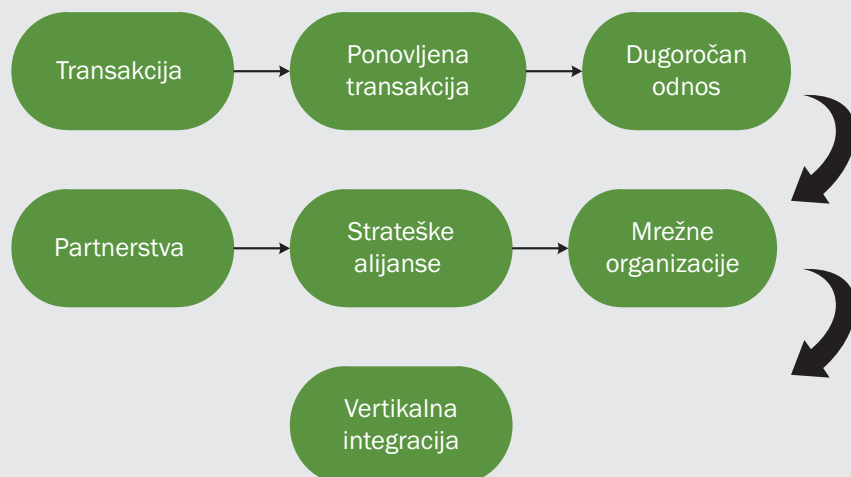 Transakcija
Ponovljena
transakcija
Dugoročan
odnos
Partnerstva
Strateške
alijanse
Mrežne
organizacije
Vertikalna
integracija